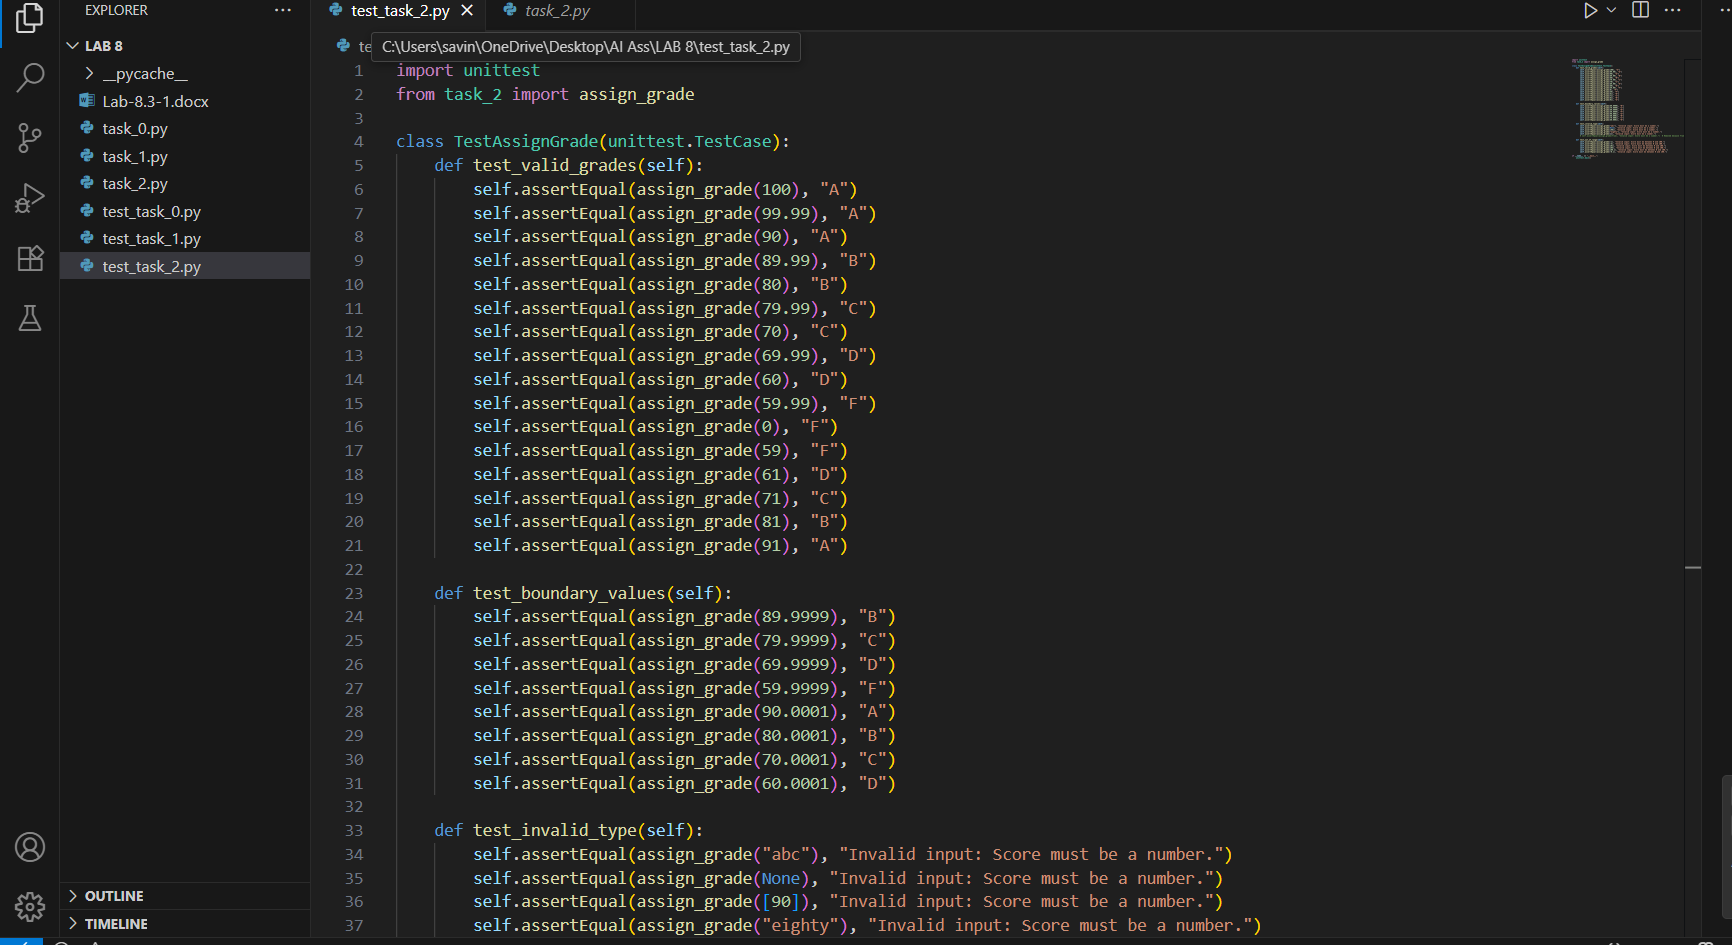 EXPLORER
LAB 8
__pycache__
Lab-8.3-1.docx
task_0.py
task_1.py
task_2.py
test_task_0.py
test_task_1.py
test_task_2.py
OUTLINE
TIMELINE
test_task_2.py
task_2.py
te
C:\Users\savin\OneDrive\Desktop\AI Ass\LAB 8\test_task_2.py
1 import unittest
2 from task_2 import assign_grade
3
4 class TestAssignGrade(unittest.TestCase):
5 def test_valid_grades(self):
6 self.assertEqual(assign_grade(100), "A")
7 self.assertEqual(assign_grade(99.99), "A")
8 self.assertEqual(assign_grade(90), "A")
9 self.assertEqual(assign_grade(89.99), "B")
10 self.assertEqual(assign_grade(80), "B")
11 self.assertEqual(assign_grade(79.99), "C")
12 self.assertEqual(assign_grade(70), "C")
13 self.assertEqual(assign_grade(69.99), "D")
14 self.assertEqual(assign_grade(60), "D")
15 self.assertEqual(assign_grade(59.99), "F")
16 self.assertEqual(assign_grade(0), "F")
17 self.assertEqual(assign_grade(59), "F")
18 self.assertEqual(assign_grade(61), "D")
19 self.assertEqual(assign_grade(71), "C")
20 self.assertEqual(assign_grade(81), "B")
21 self.assertEqual(assign_grade(91), "A")
22
23 def test_boundary_values(self):
24 self.assertEqual(assign_grade(89.9999), "B")
25 self.assertEqual(assign_grade(79.9999), "C")
26 self.assertEqual(assign_grade(69.9999), "D")
27 self.assertEqual(assign_grade(59.9999), "F")
28 self.assertEqual(assign_grade(90.0001), "A")
29 self.assertEqual(assign_grade(80.0001), "B")
30 self.assertEqual(assign_grade(70.0001), "C")
31 self.assertEqual(assign_grade(60.0001), "D")
32
33 def test_invalid_type(self):
34 self.assertEqual(assign_grade("abc"), "Invalid input: Score must be a number.")
35 self.assertEqual(assign_grade(None), "Invalid input: Score must be a number.")
36 self.assertEqual(assign_grade([90]), "Invalid input: Score must be a number.")
37 self.assertEqual(assign_grade("eighty"), "Invalid input: Score must be a number.")